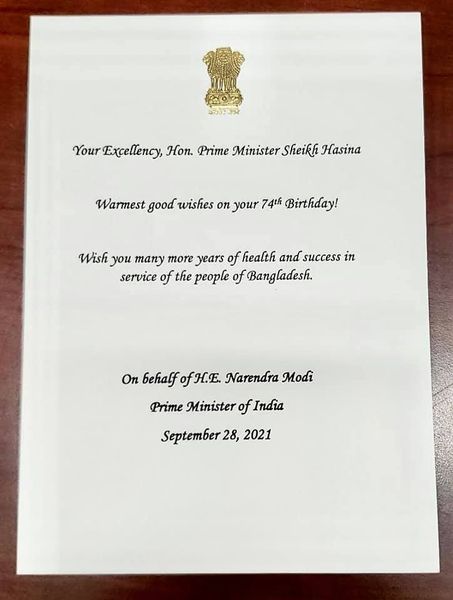 Your Excellency, Hon. Prime Minister Sheikh Hasina
Warmest good wishes on your 74th Birthday!
Wish you many more years of health and success in
service of the people of Bangladesh.
On behalf of H.E. Narendra Modi
Prime Minister of India
September 28, 2021